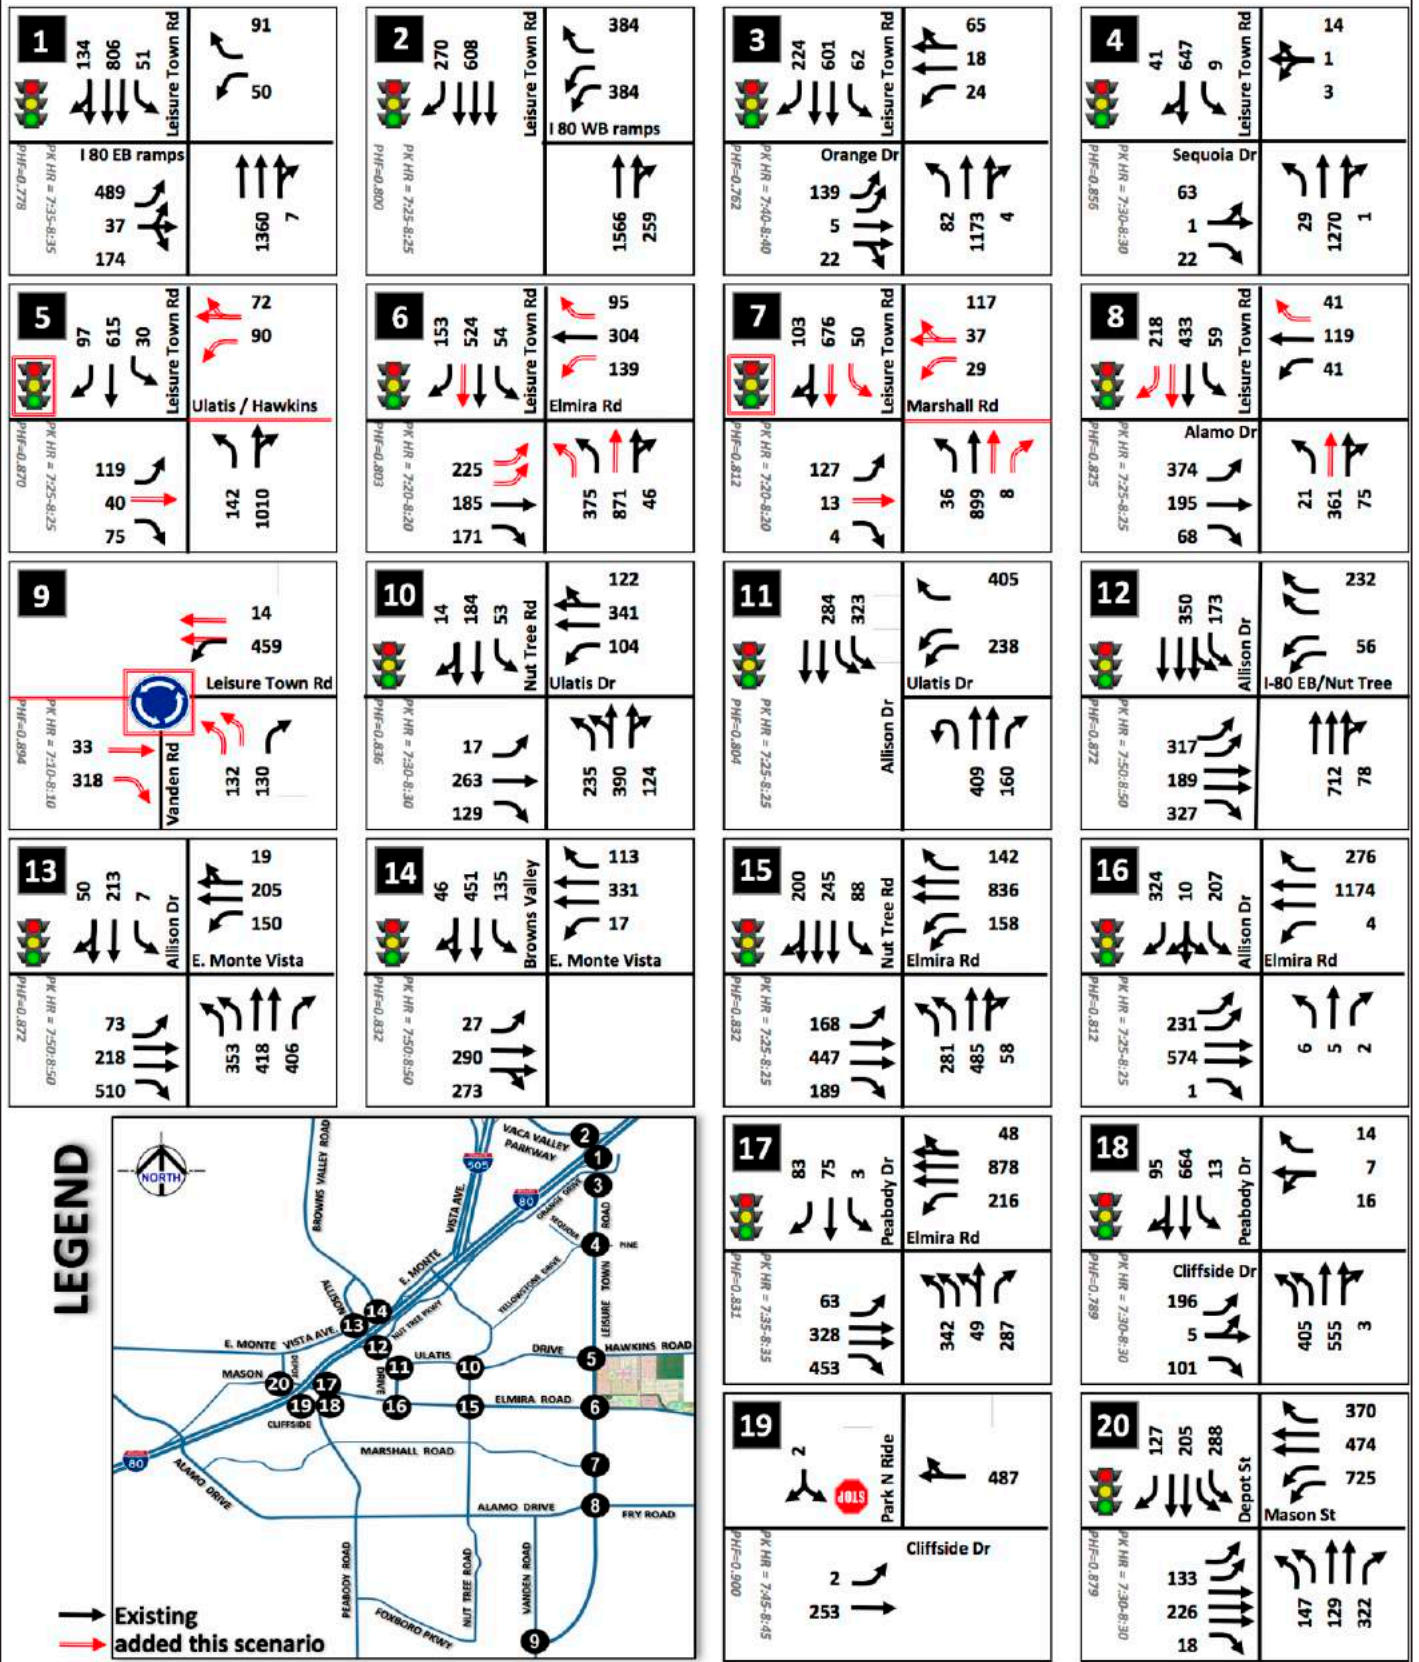 1
134
806
51
Leisure Town Rd
91
50
I 80 EB ramps
PK HR = 7:35-8:35
PHF=0.778
489
37
174
1360
7
2
270
608
Leisure Town Rd
384
384
I 80 WB ramps
PK HR = 7:25-8:25
PHF=0.800
1566
259
3
224
601
62
Leisure Town Rd
65
18
24
Orange Dr
PK HR = 7:40-8:40
PHF=0.762
139
5
22
82
1173
4
4
41
647
9
Leisure Town Rd
14
1
3
Sequoia Dr
PK HR = 7:30-8:30
PHF=0.856
63
1
22
29
1270
1
5
97
615
30
Leisure Town Rd
72
90
Ulatis / Hawkins
PK HR = 7:25-8:25
PHF=0.870
119
40
75
142
1010
6
153
524
54
Leisure Town Rd
95
304
139
Elmira Rd
PK HR = 7:20-8:20
PHF=0.803
225
185
171
375
871
46
7
103
676
50
Leisure Town Rd
117
37
29
Marshall Rd
PK HR = 7:20-8:20
PHF=0.812
127
13
4
36
899
8
8
218
433
59
Leisure Town Rd
41
119
41
Alamo Dr
PK HR = 7:25-8:25
PHF=0.825
374
195
68
21
361
75
9
14
459
Leisure Town Rd
PK HR = 7:10-8:10
PHF=0.894
33
318
Vanden Rd
132
130
10
14
184
53
Nut Tree Rd
122
341
104
Ulatis Dr
PK HR = 7:30-8:30
PHF=0.836
17
263
129
235
390
124
11
284
323
405
238
Ulatis Dr
Allison Dr
PK HR = 7:25-8:25
PHF=0.804
409
160
12
350
173
Allison Dr
232
56
I-80 EB/Nut Tree
PK HR = 7:50-8:50
PHF=0.872
317
189
327
712
78
13
50
213
7
Allison Dr
19
205
150
E. Monte Vista
PK HR = 7:50-8:50
PHF=0.872
73
218
510
353
418
406
14
46
451
135
Browns Valley
113
331
17
E. Monte Vista
PK HR = 7:50-8:50
PHF=0.832
27
290
273
15
200
245
88
Nut Tree Rd
142
836
158
Elmira Rd
PK HR = 7:25-8:25
PHF=0.832
168
447
189
281
485
58
16
324
10
207
Allison Dr
276
1174
4
Elmira Rd
PK HR = 7:25-8:25
PHF=0.812
231
574
1
6
5
2
17
83
75
3
Peabody Dr
48
878
216
Elmira Rd
PK HR = 7:35-8:35
PHF=0.831
63
328
453
342
49
287
18
95
664
13
Peabody Dr
14
7
16
Cliffside Dr
PK HR = 7:30-8:30
PHF=0.789
196
5
101
405
555
3
19
2
STOP
Park N Ride
487
Cliffside Dr
PK HR = 7:45-8:45
PHF=0.900
2
253
20
127
205
288
Depot St
370
474
725
Mason St
PK HR = 7:30-8:30
PHF=0.879
133
226
18
147
129
322
LEGEND
NORTH
BROWNS VALLEY ROAD
505
VACA VALLEY
PARKWAY
2
1
80
ORANGE DRIVE
3
VISTA AVE.
SEQUOIA
ROAD
4
PINE
E. MONTE
YELLOWSTONE DRIVE
TOWN
LEISURE
ALLISON
14
13
NUT TREE PKWY
E. MONTE VISTA AVE.
12
ULATIS
DRIVE
HAWKINS ROAD
11
10
5
MASON
DEPOT
DRIVE
20
17
19
18
16
15
ELMIRA ROAD
6
CLIFFSIDE
MARSHALL ROAD
7
80
ALAMO DRIVE
ALAMO DRIVE
8
FRY ROAD
PEABODY ROAD
NUT TREE ROAD
VANDEN ROAD
FOXBORO PKWY
9
Existing
added this scenario